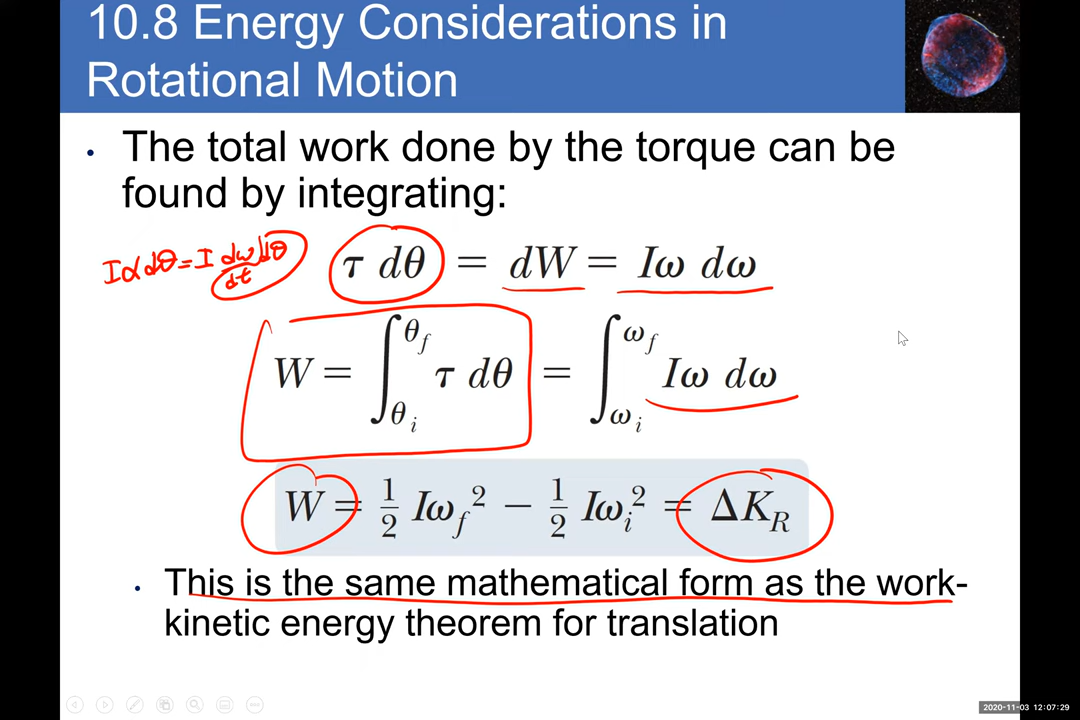 10.8 Energy Considerations in
Rotational Motion
• The total work done by the torque can be
found by integrating:
Iα dθ = I dω/dt dθ
τ dθ = dW = Iω dω
W = ∫_{θ_i}^{θ_f} τ dθ = ∫_{ω_i}^{ω_f} Iω dω
W = 1/2 Iω_f² − 1/2 Iω_i² = ΔK_R
• This is the same mathematical form as the work-
kinetic energy theorem for translation
2020-11-03 12:07:29